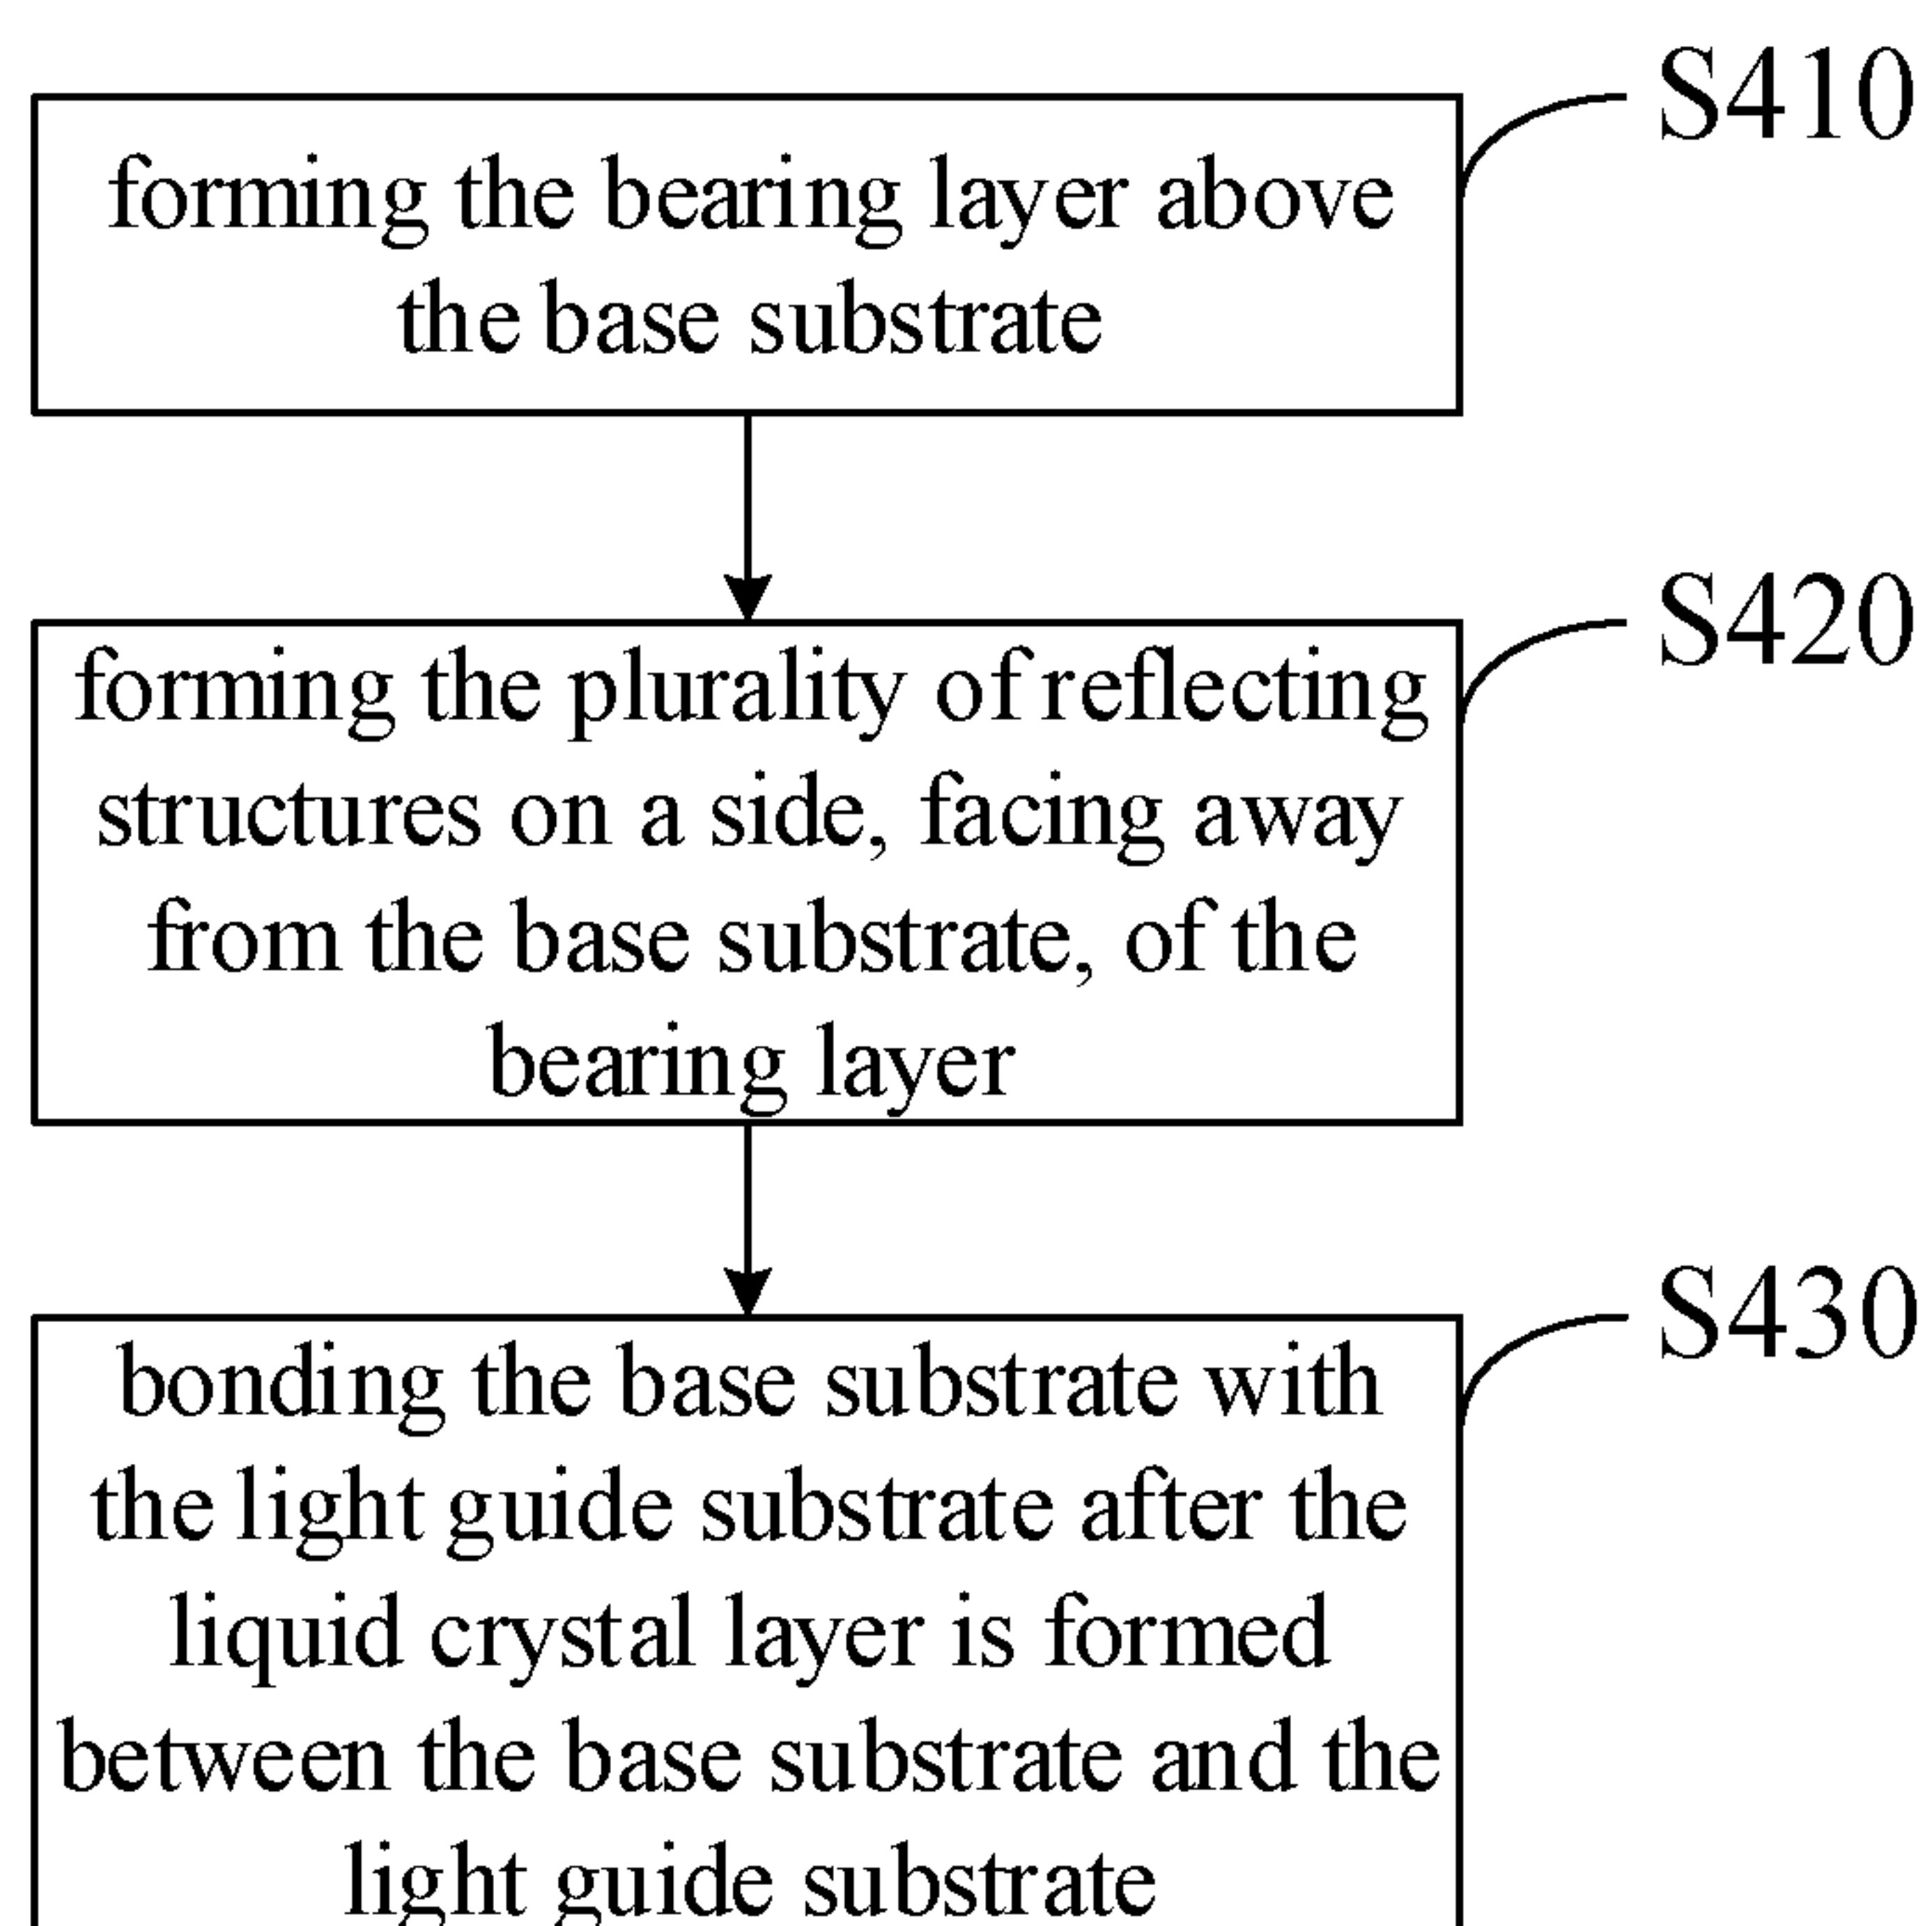 S410
forming the bearing layer above
the base substrate
S420
forming the plurality of reflecting
structures on a side, facing away
from the base substrate, of the
bearing layer
S430
bonding the base substrate with
the light guide substrate after the
liquid crystal layer is formed
between the base substrate and the
light guide substrate